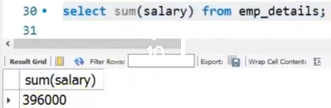 30 select sum(salary) from emp_details;
31
Result Grid Filter Rows: Export: Wrap Cell Content:
sum(salary)
396000